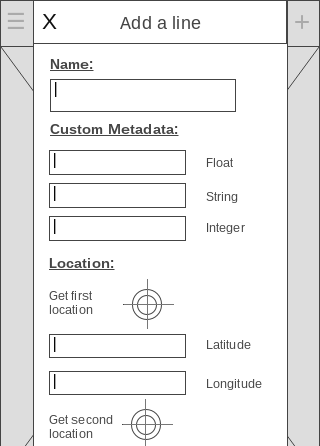 X Add a line
Name:
Custom Metadata:
Float
String
Integer
Location:
Get first
location
Latitude
Longitude
Get second
location